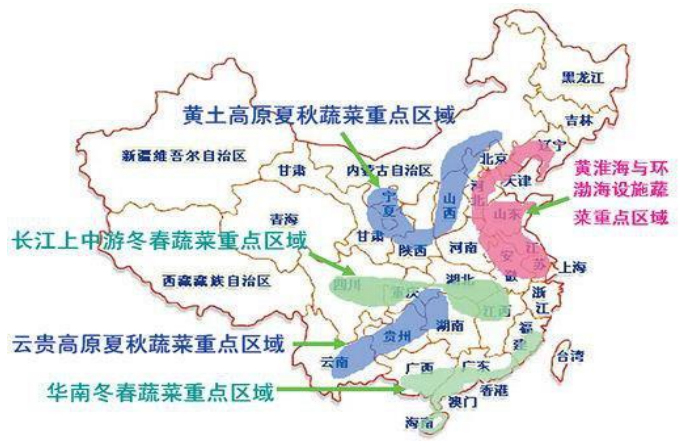 黑龙江
黄土高原夏秋蔬菜重点区域
吉林
辽宁
新疆维吾尔自治区
北京
甘肃
内蒙古自治区
黄淮海与环
渤海设施蔬
菜重点区域
河北
天津
宁夏
山西
山东
青海
长江上中游冬春蔬菜重点区域
甘肃
陕西
河南
江苏
安徽
上海
西藏藏族自治区
四川
重庆
湖北
浙江
江西
云贵高原夏秋蔬菜重点区域
贵州
湖南
福建
云南
台湾
华南冬春蔬菜重点区域
广西
广东
香港
澳门
海南